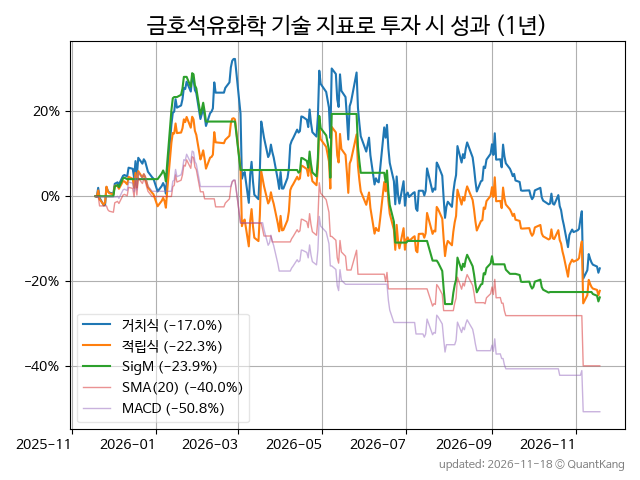 금호석유화학 기술 지표로 투자 시 성과 (1년)
20%
0%
−20%
−40%
거치식 (−17.0%)
적립식 (−22.3%)
SigM (−23.9%)
SMA(20) (−40.0%)
MACD (−50.8%)
2025-11 2026-01 2026-03 2026-05 2026-07 2026-09 2026-11
updated: 2026-11-18 © QuantKang